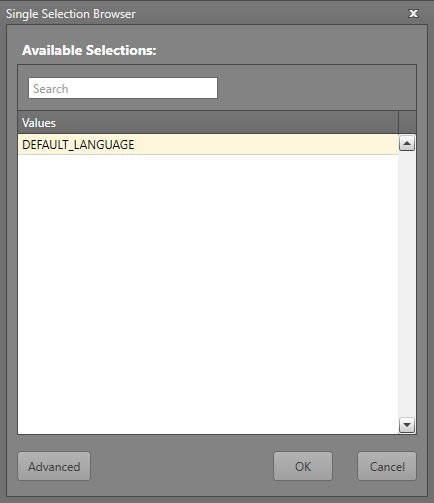 Single Selection Browser x
Available Selections:
Search
Values
DEFAULT_LANGUAGE
Advanced OK Cancel